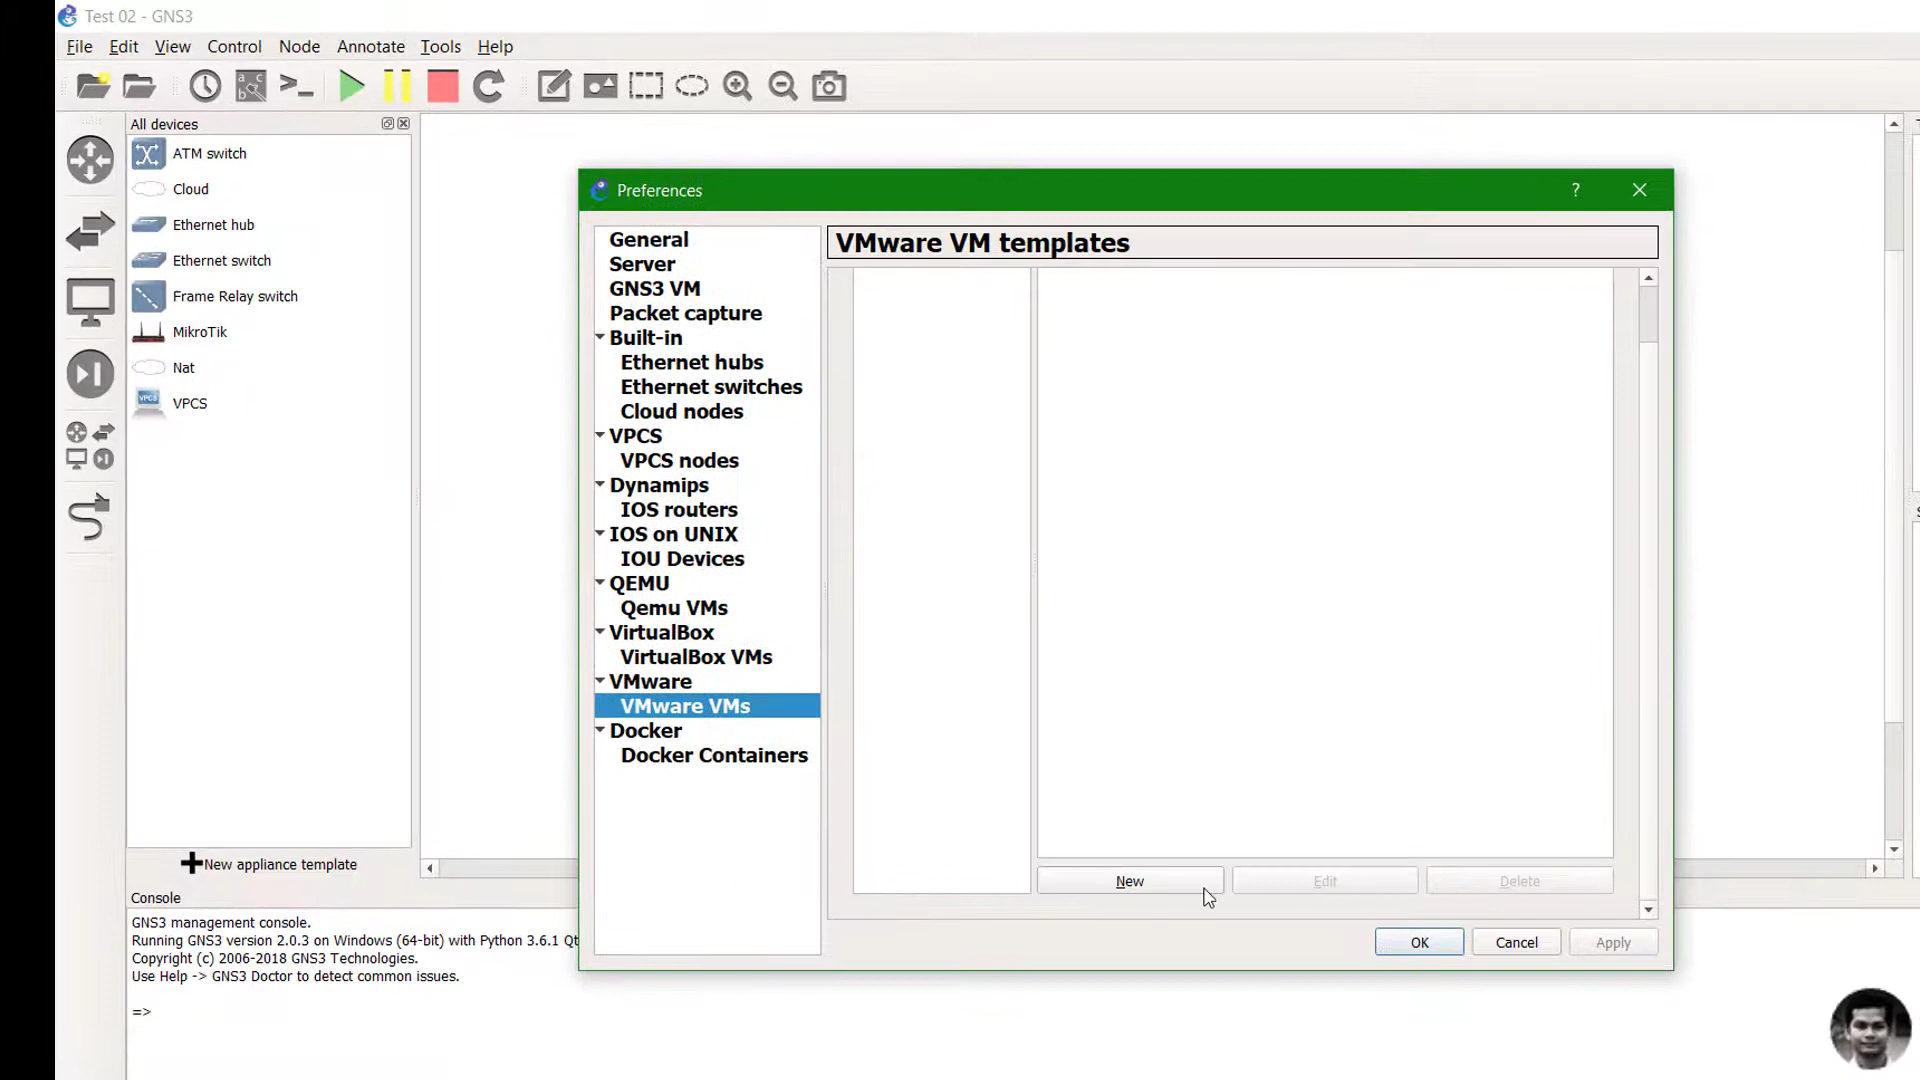 Test 02 - GNS3
File Edit View Control Node Annotate Tools Help
All devices
ATM switch
Cloud
Ethernet hub
Ethernet switch
Frame Relay switch
MikroTik
Nat
VPCS
New appliance template
Preferences
General
Server
GNS3 VM
Packet capture
Built-in
Ethernet hubs
Ethernet switches
Cloud nodes
VPCS
VPCS nodes
Dynamips
IOS routers
IOS on UNIX
IOU Devices
QEMU
Qemu VMs
VirtualBox
VirtualBox VMs
VMware
VMware VMs
Docker
Docker Containers
VMware VM templates
New Edit Delete
OK Cancel Apply
Console
GNS3 management console.
Running GNS3 version 2.0.3 on Windows (64-bit) with Python 3.6.1 Qt
Copyright (c) 2006-2018 GNS3 Technologies.
Use Help -> GNS3 Doctor to detect common issues.
=>